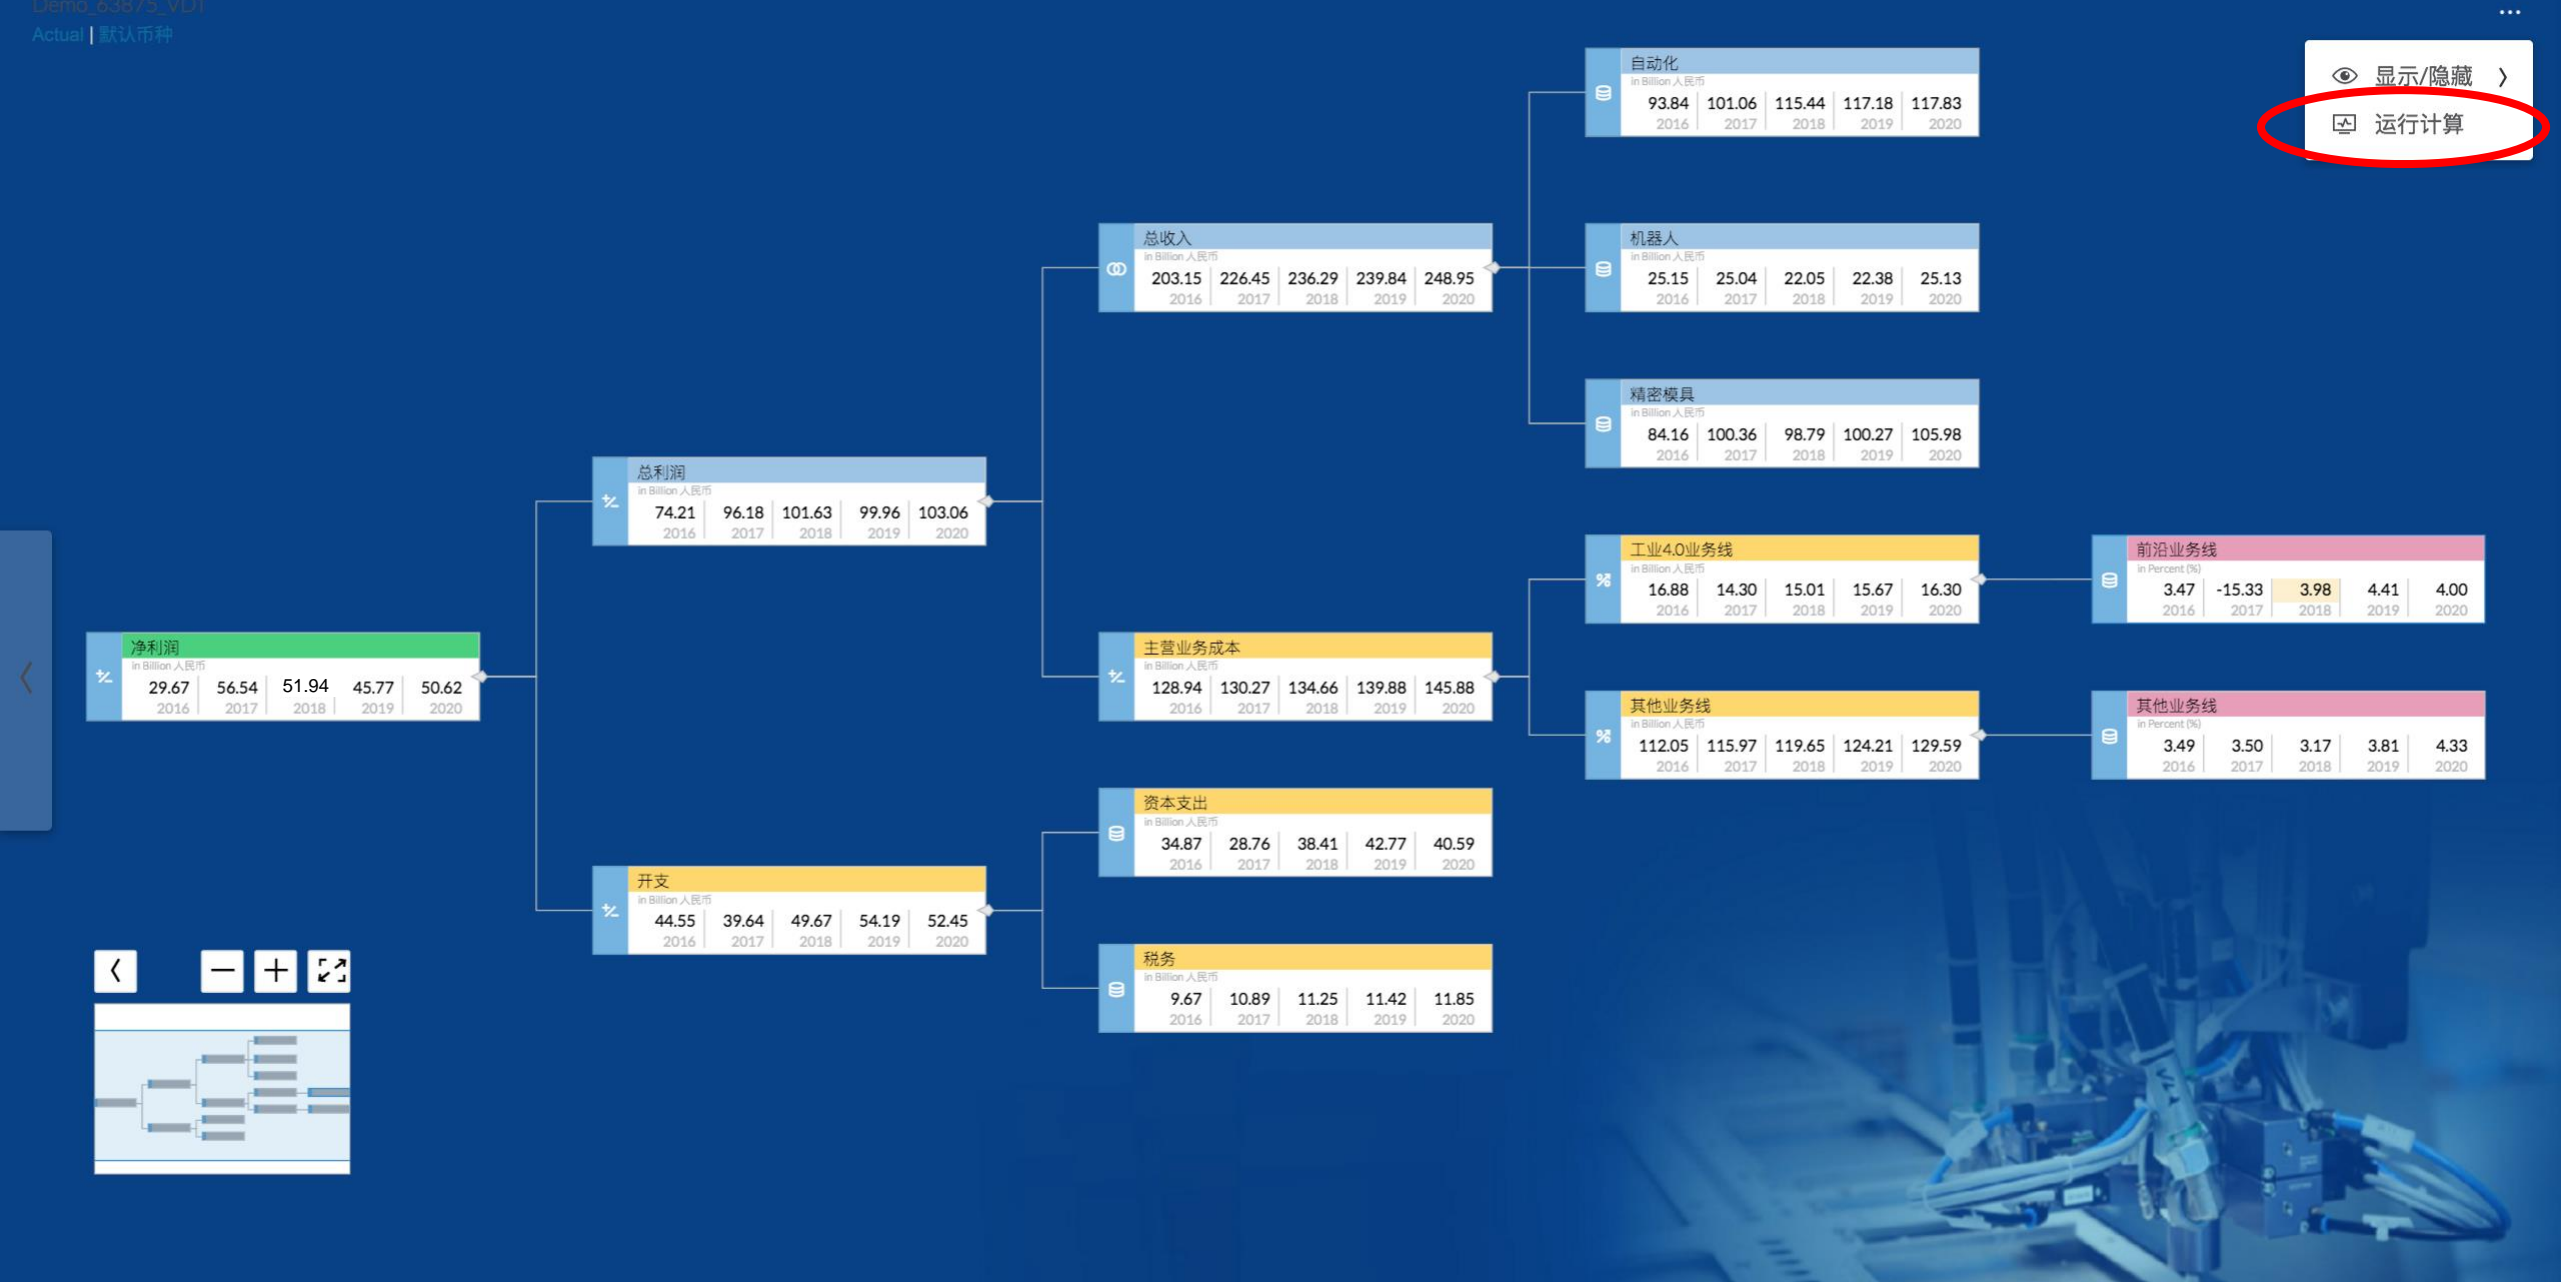 Demo_63875_VDT
Actual | 默认币种
...
显示/隐藏
运行计算
自动化
in Billion 人民币
93.84 101.06 115.44 117.18 117.83
2016 2017 2018 2019 2020
总收入
in Billion 人民币
203.15 226.45 236.29 239.84 248.95
2016 2017 2018 2019 2020
机器人
in Billion 人民币
25.15 25.04 22.05 22.38 25.13
2016 2017 2018 2019 2020
精密模具
in Billion 人民币
84.16 100.36 98.79 100.27 105.98
2016 2017 2018 2019 2020
总利润
in Billion 人民币
74.21 96.18 101.63 99.96 103.06
2016 2017 2018 2019 2020
工业4.0业务线
in Billion 人民币
16.88 14.30 15.01 15.67 16.30
2016 2017 2018 2019 2020
前沿业务线
in Percent (%)
3.47 -15.33 3.98 4.41 4.00
2016 2017 2018 2019 2020
净利润
in Billion 人民币
29.67 56.54 51.94 45.77 50.62
2016 2017 2018 2019 2020
主营业务成本
in Billion 人民币
128.94 130.27 134.66 139.88 145.88
2016 2017 2018 2019 2020
其他业务线
in Billion 人民币
112.05 115.97 119.65 124.21 129.59
2016 2017 2018 2019 2020
其他业务线
in Percent (%)
3.49 3.50 3.17 3.81 4.33
2016 2017 2018 2019 2020
资本支出
in Billion 人民币
34.87 28.76 38.41 42.77 40.59
2016 2017 2018 2019 2020
开支
in Billion 人民币
44.55 39.64 49.67 54.19 52.45
2016 2017 2018 2019 2020
税务
in Billion 人民币
9.67 10.89 11.25 11.42 11.85
2016 2017 2018 2019 2020